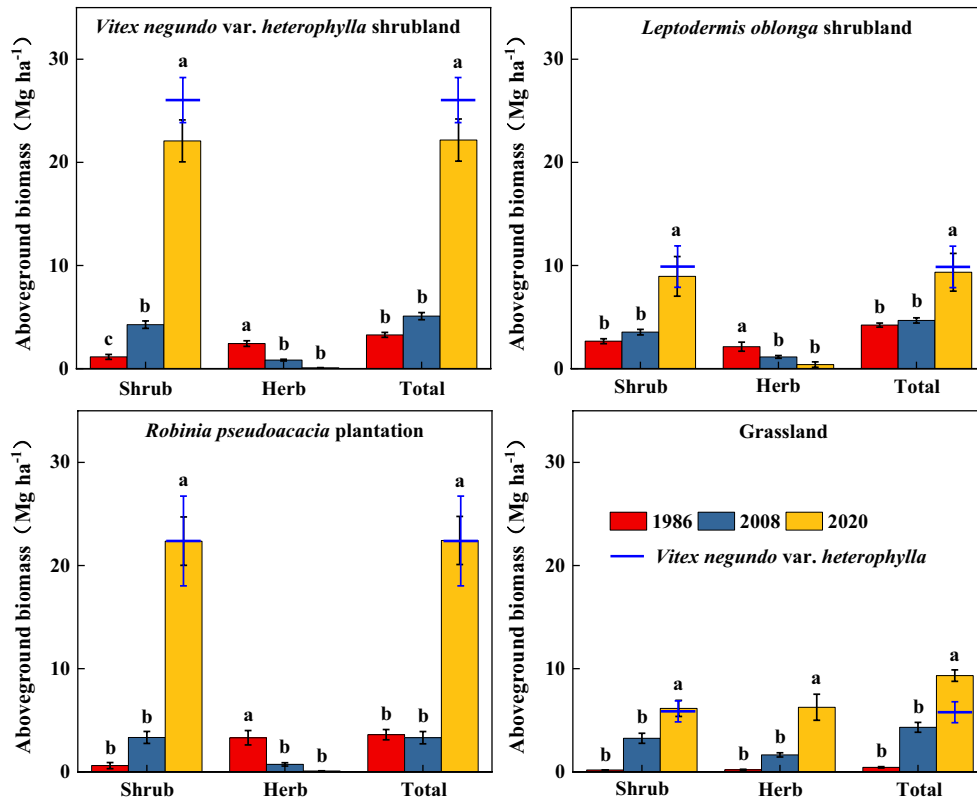 Vitex negundo var. heterophylla shrubland
Aboveground biomass（Mg ha⁻¹）
30
20
10
0
a
a
c
b
a
b
b
b
b
Shrub
Herb
Total
Leptodermis oblonga shrubland
Aboveground biomass（Mg ha⁻¹）
30
20
10
0
a
a
b
b
a
b
b
b
b
Shrub
Herb
Total
Robinia pseudoacacia plantation
Aboveground biomass（Mg ha⁻¹）
30
20
10
0
a
a
b
b
a
b
b
b
b
Shrub
Herb
Total
Grassland
1986 2008 2020
Vitex negundo var. heterophylla
Aboveground biomass（Mg ha⁻¹）
30
20
10
0
b
b
a
b
b
a
b
b
a
Shrub
Herb
Total